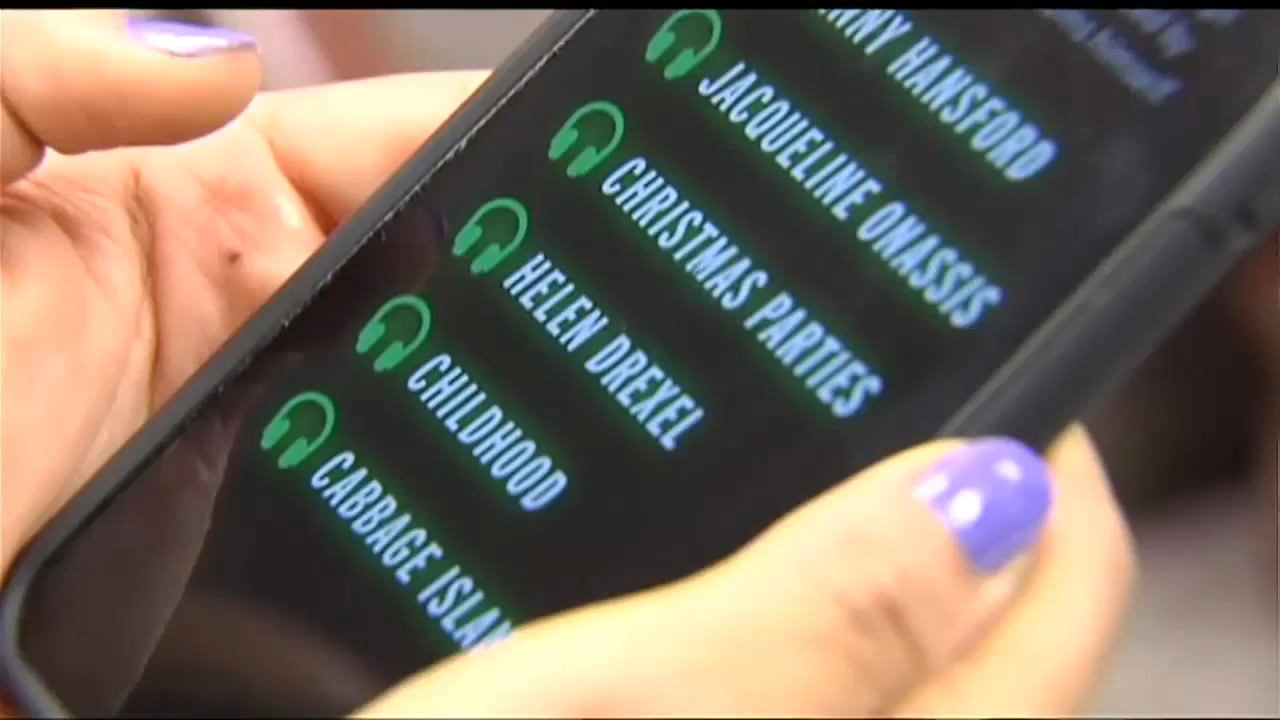 HANSFORD
JACQUELINE ONASSIS
CHRISTMAS PARTIES
HELEN DREXEL
CHILDHOOD
CABBAGE